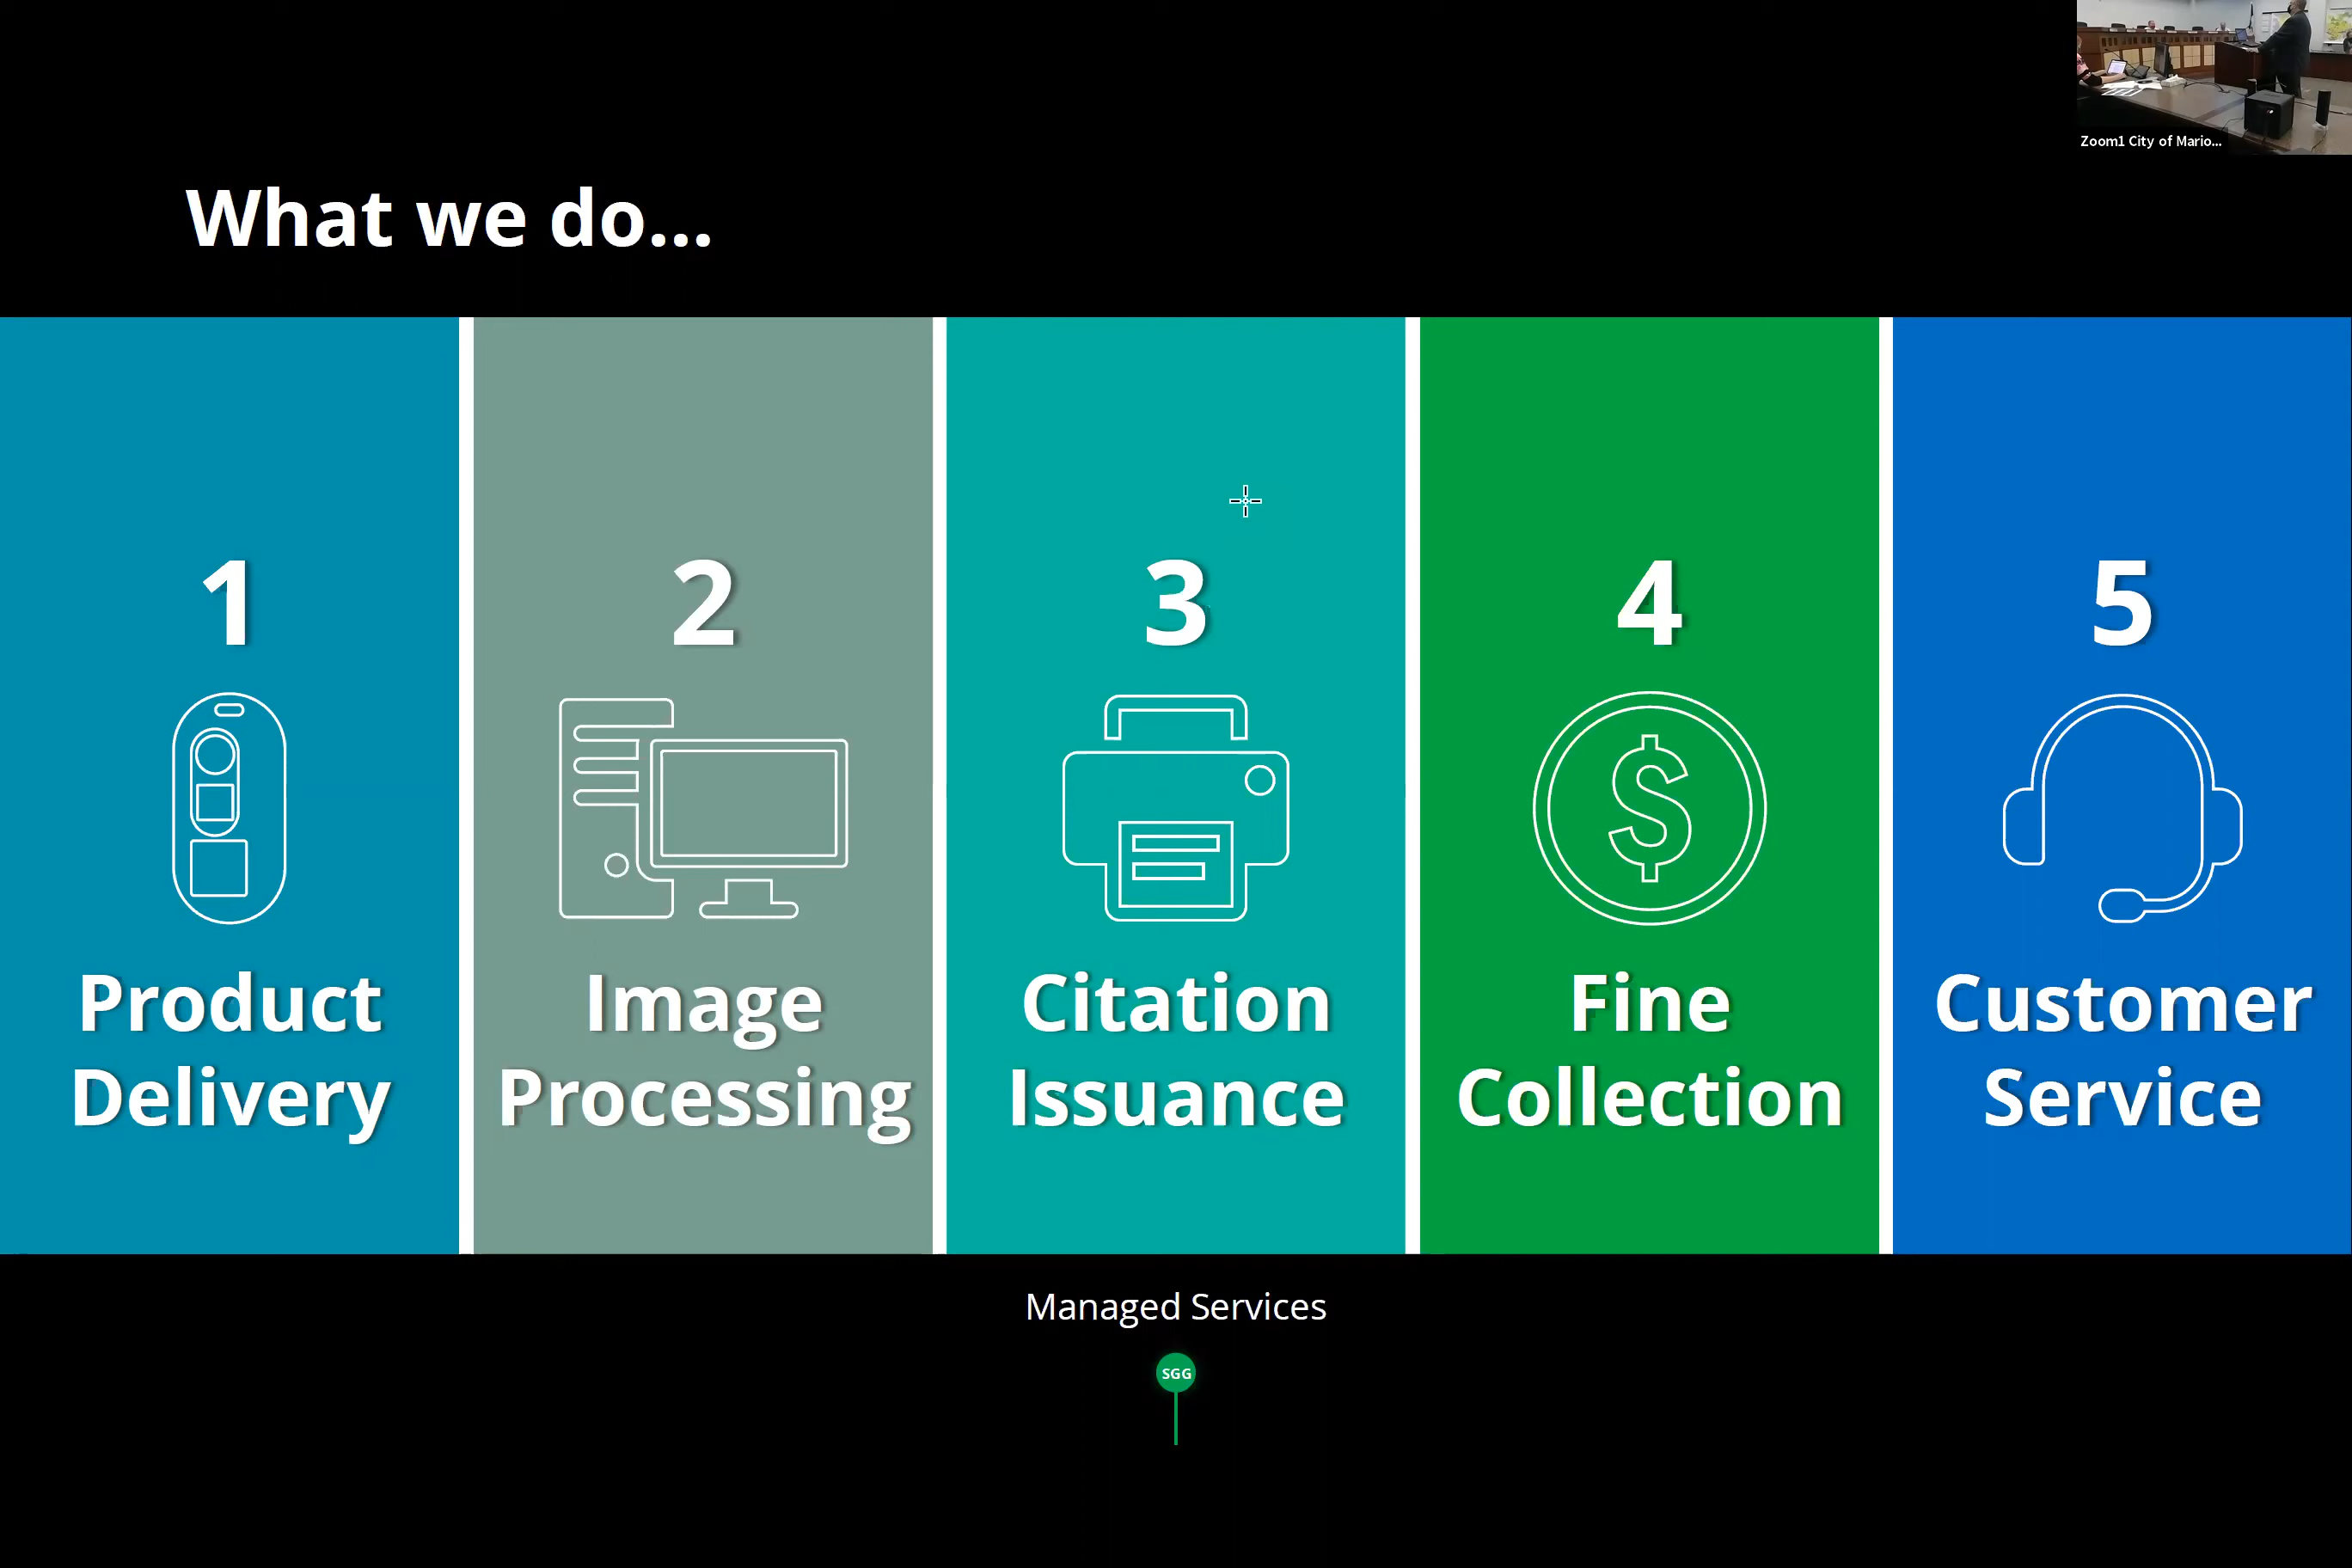 Zoom1 City of Mario...
What we do...
1
2
3
4
5
Product
Delivery
Image
Processing
Citation
Issuance
Fine
Collection
Customer
Service
Managed Services
SGG